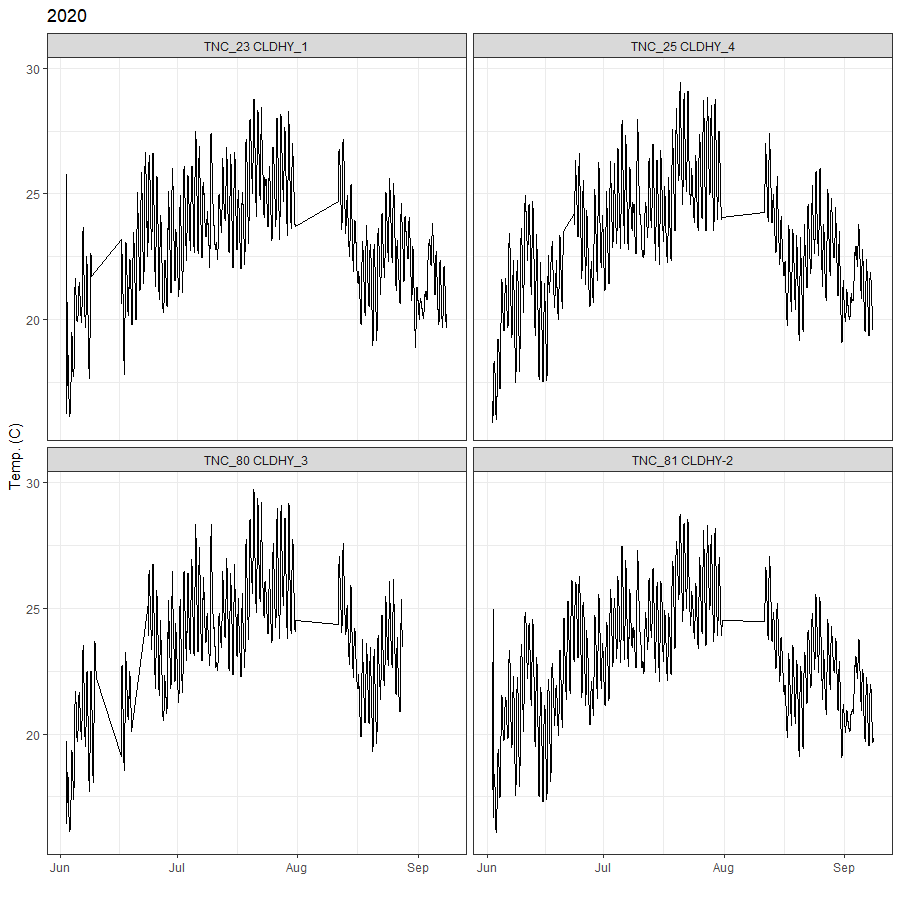 2020
TNC_23 CLDHY_1
TNC_25 CLDHY_4
30
25
20
Temp. (C)
TNC_80 CLDHY_3
TNC_81 CLDHY-2
30
25
20
Jun Jul Aug Sep
Jun Jul Aug Sep